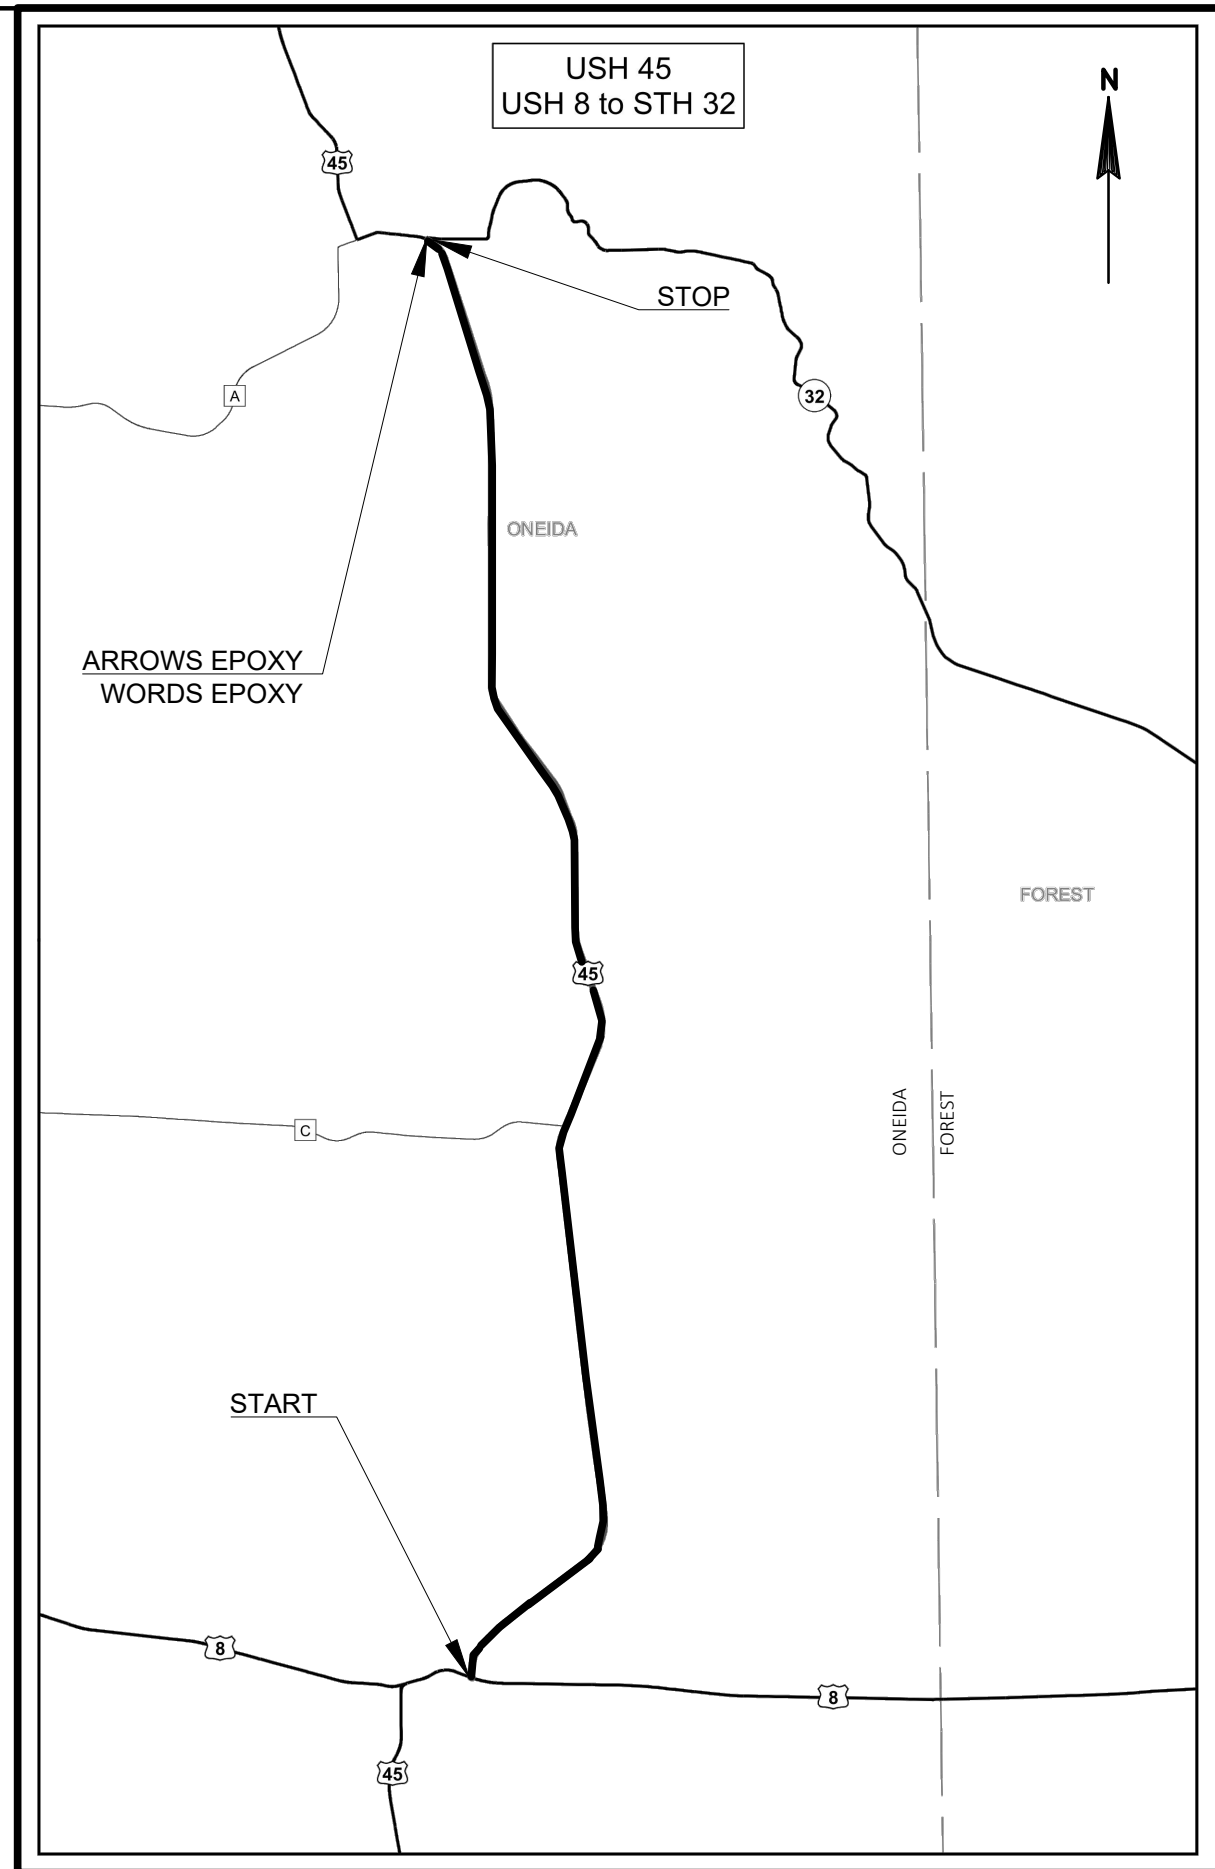 USH 45
USH 8 to STH 32
N
45
STOP
A
32
ONEIDA
ARROWS EPOXY
WORDS EPOXY
FOREST
45
ONEIDA
FOREST
C
START
8
8
45